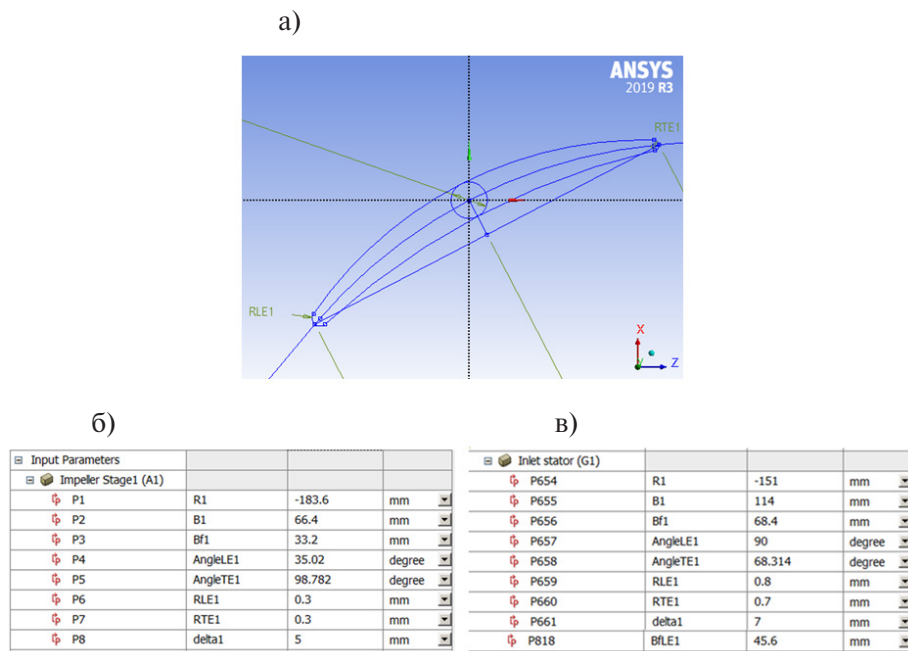 а)
ANSYS
2019 R3
RTE1
RLE1
X
Y
Z
б)
в)
Input Parameters
Impeller Stage1 (A1)
P1 R1 -183.6 mm
P2 B1 66.4 mm
P3 Bf1 33.2 mm
P4 AngleLE1 35.02 degree
P5 AngleTE1 98.782 degree
P6 RLE1 0.3 mm
P7 RTE1 0.3 mm
P8 delta1 5 mm
Inlet stator (G1)
P654 R1 -151 mm
P655 B1 114 mm
P656 Bf1 68.4 mm
P657 AngleLE1 90 degree
P658 AngleTE1 68.314 degree
P659 RLE1 0.8 mm
P660 RTE1 0.7 mm
P661 delta1 7 mm
P818 BfLE1 45.6 mm